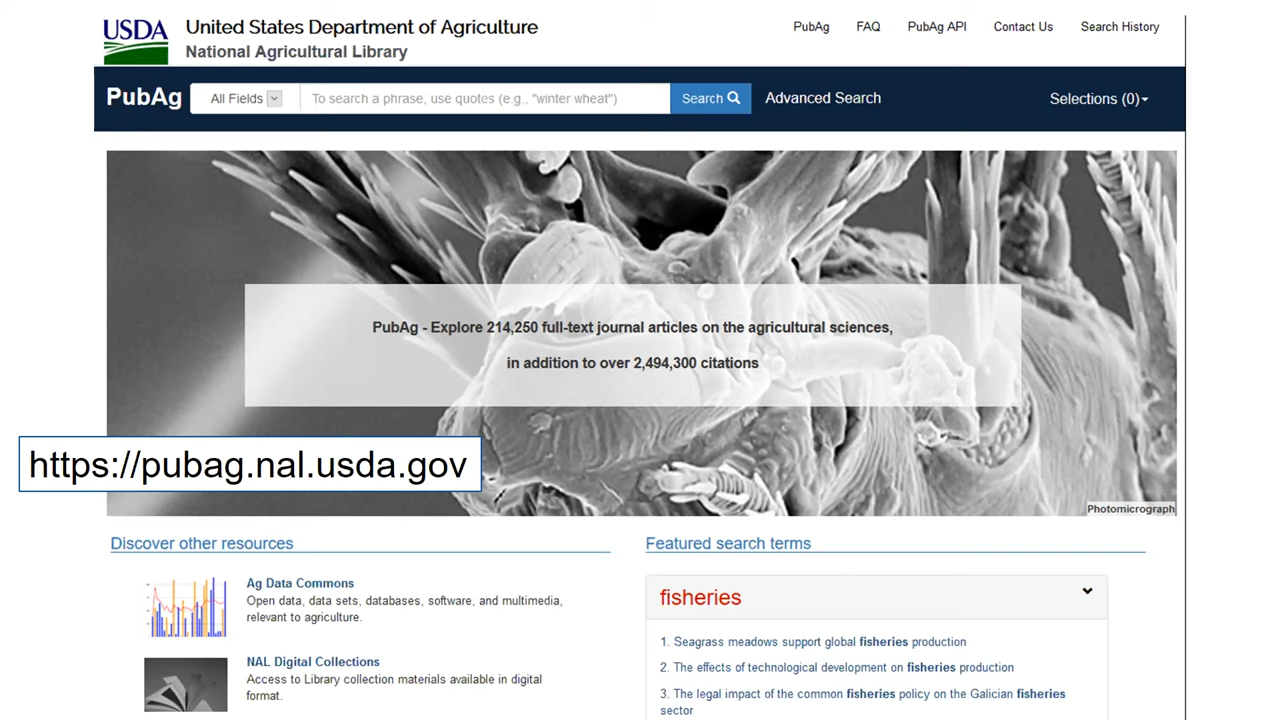 USDA
United States Department of Agriculture
National Agricultural Library
PubAg FAQ PubAg API Contact Us Search History
PubAg All Fields To search a phrase, use quotes (e.g., "winter wheat") Search Advanced Search Selections (0)
PubAg - Explore 214,250 full-text journal articles on the agricultural sciences,
in addition to over 2,494,300 citations
https://pubag.nal.usda.gov
Photomicrograph
Discover other resources
Ag Data Commons
Open data, data sets, databases, software, and multimedia,
relevant to agriculture.
NAL Digital Collections
Access to Library collection materials available in digital
format.
Featured search terms
fisheries
1. Seagrass meadows support global fisheries production
2. The effects of technological development on fisheries production
3. The legal impact of the common fisheries policy on the Galician fisheries
sector